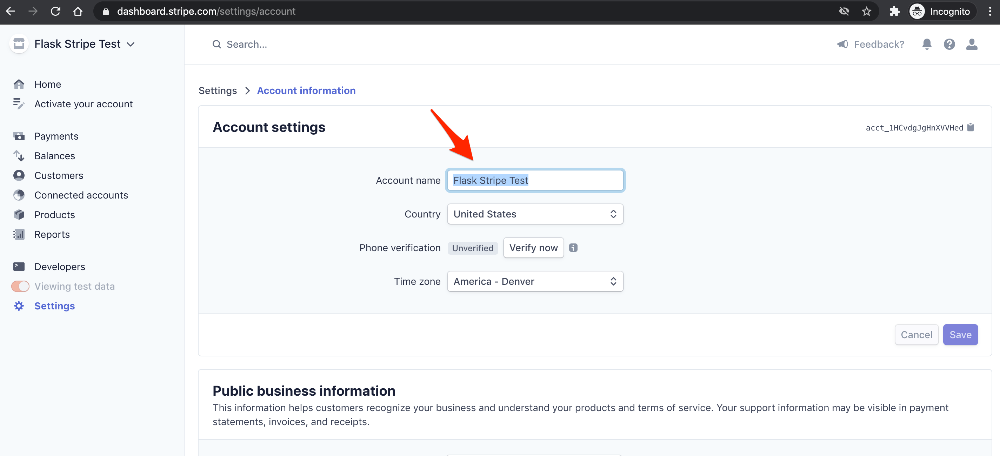 dashboard.stripe.com/settings/account
Incognito
Flask Stripe Test
Search...
Feedback?
Home
Activate your account
Payments
Balances
Customers
Connected accounts
Products
Reports
Developers
Viewing test data
Settings
Settings > Account information
Account settings
acct_1HCvdgJgHnXVVHed
Account name Flask Stripe Test
Country United States
Phone verification Unverified Verify now
Time zone America - Denver
Cancel Save
Public business information
This information helps customers recognize your business and understand your products and terms of service. Your support information may be visible in payment
statements, invoices, and receipts.